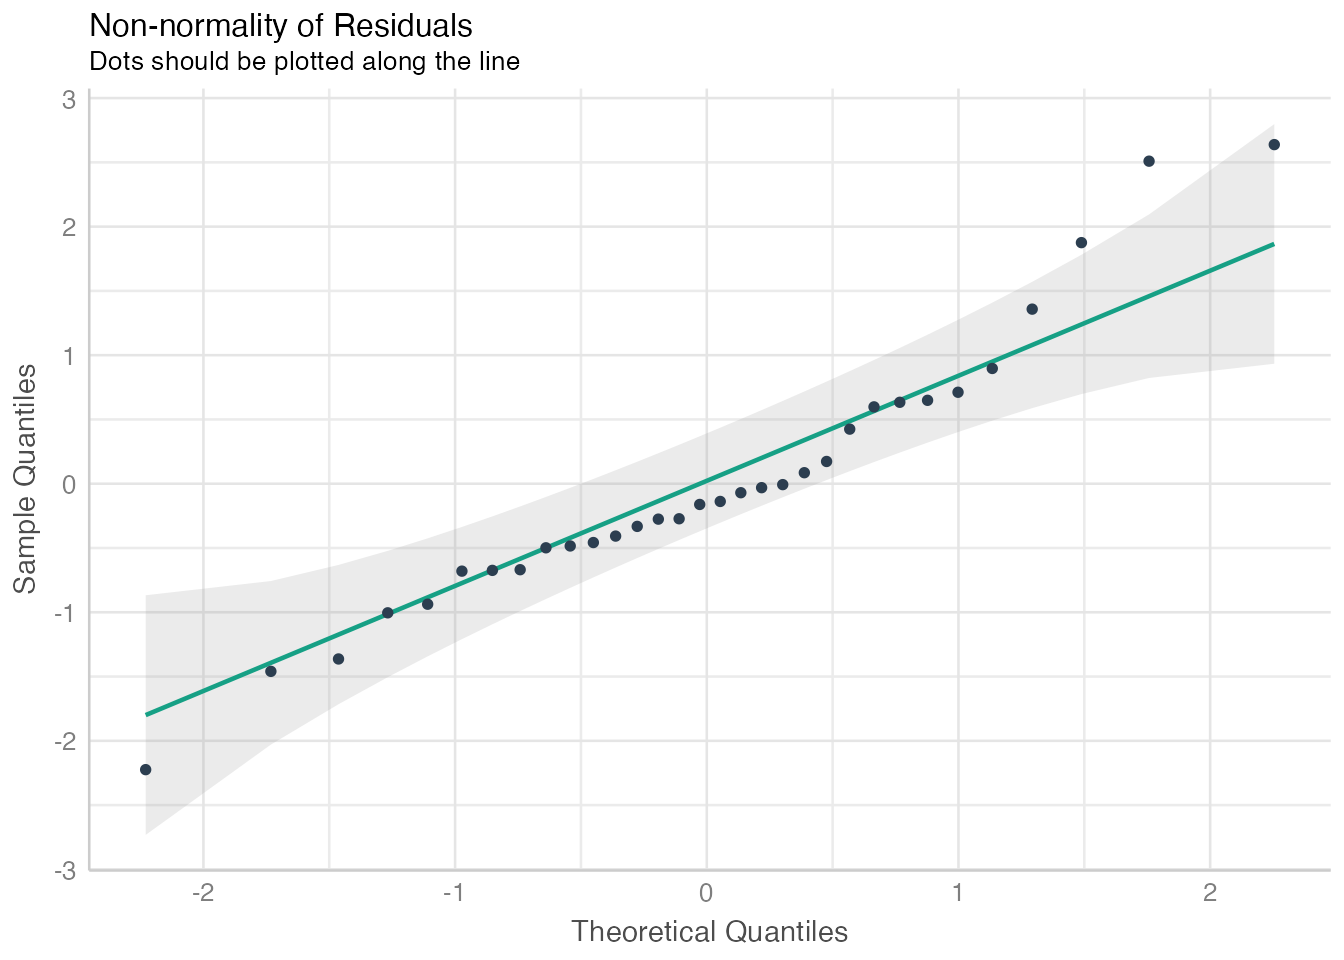 Non-normality of Residuals
Dots should be plotted along the line
3
2
1
0
-1
-2
-3
Sample Quantiles
-2 -1 0 1 2
Theoretical Quantiles